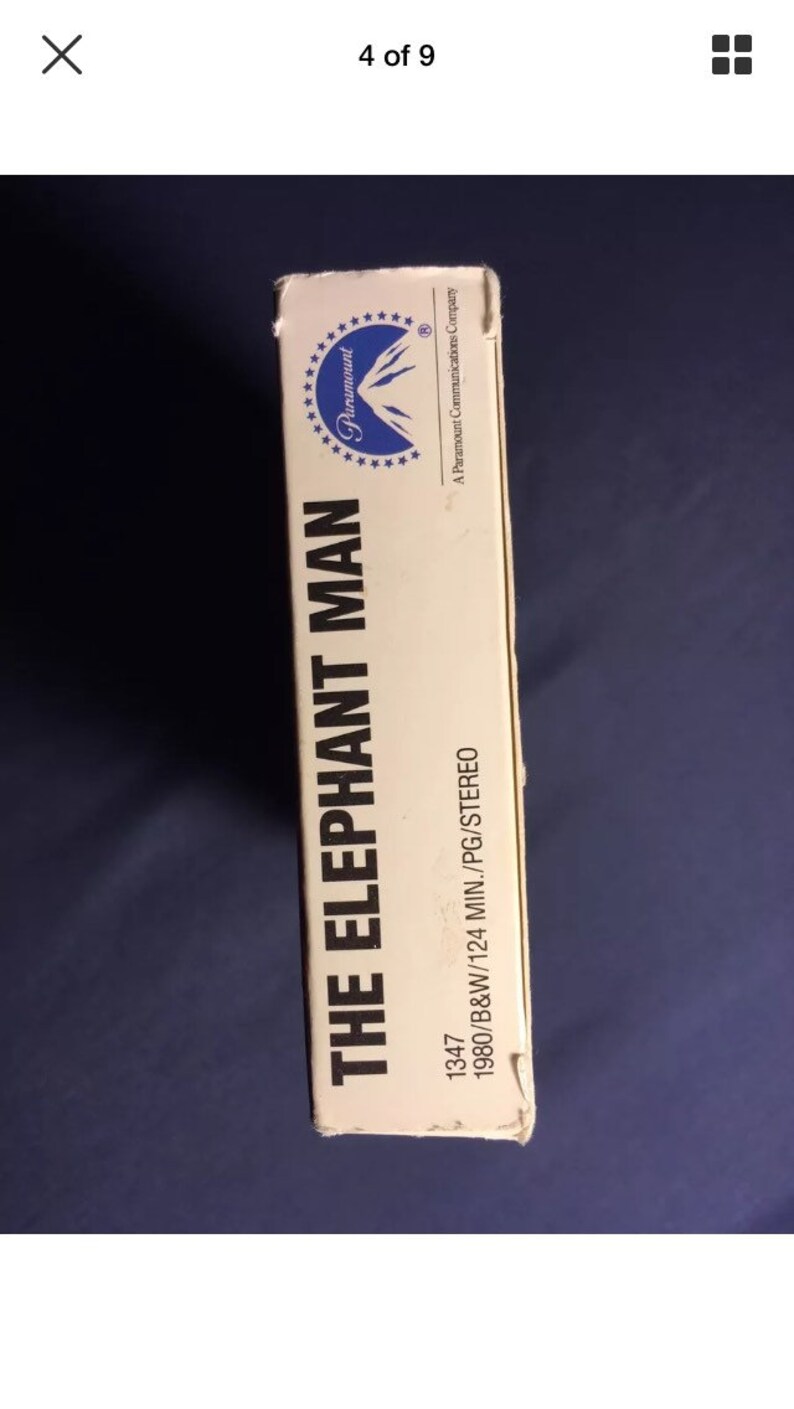 4 of 9
Paramount
®
A Paramount Communications Company
THE ELEPHANT MAN
1347
1980/B&W/124 MIN./PG/STEREO